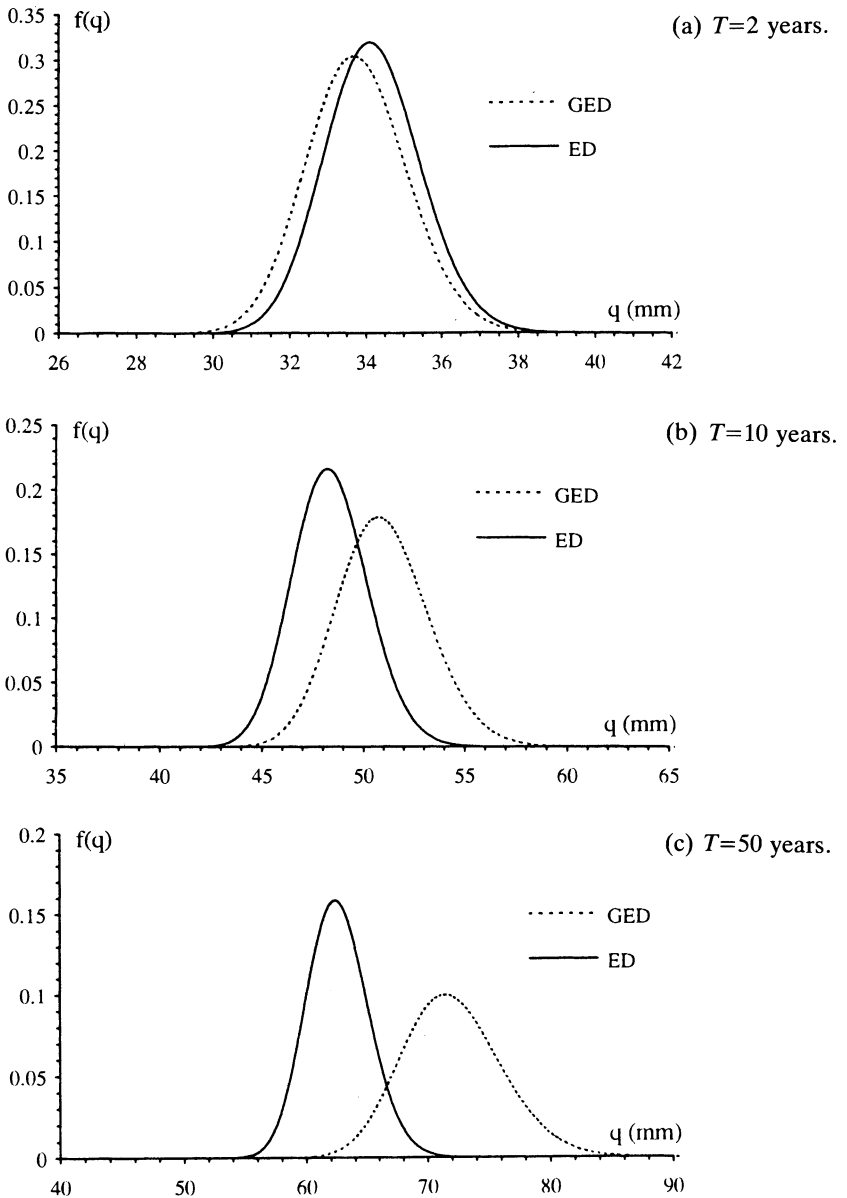 f(q)
(a) T=2 years.
0.35
0.3
0.25
0.2
0.15
0.1
0.05
0
GED
ED
q (mm)
26 28 30 32 34 36 38 40 42
f(q)
(b) T=10 years.
0.25
0.2
0.15
0.1
0.05
0
GED
ED
q (mm)
35 40 45 50 55 60 65
f(q)
(c) T=50 years.
0.2
0.15
0.1
0.05
0
GED
ED
q (mm)
40 50 60 70 80 90